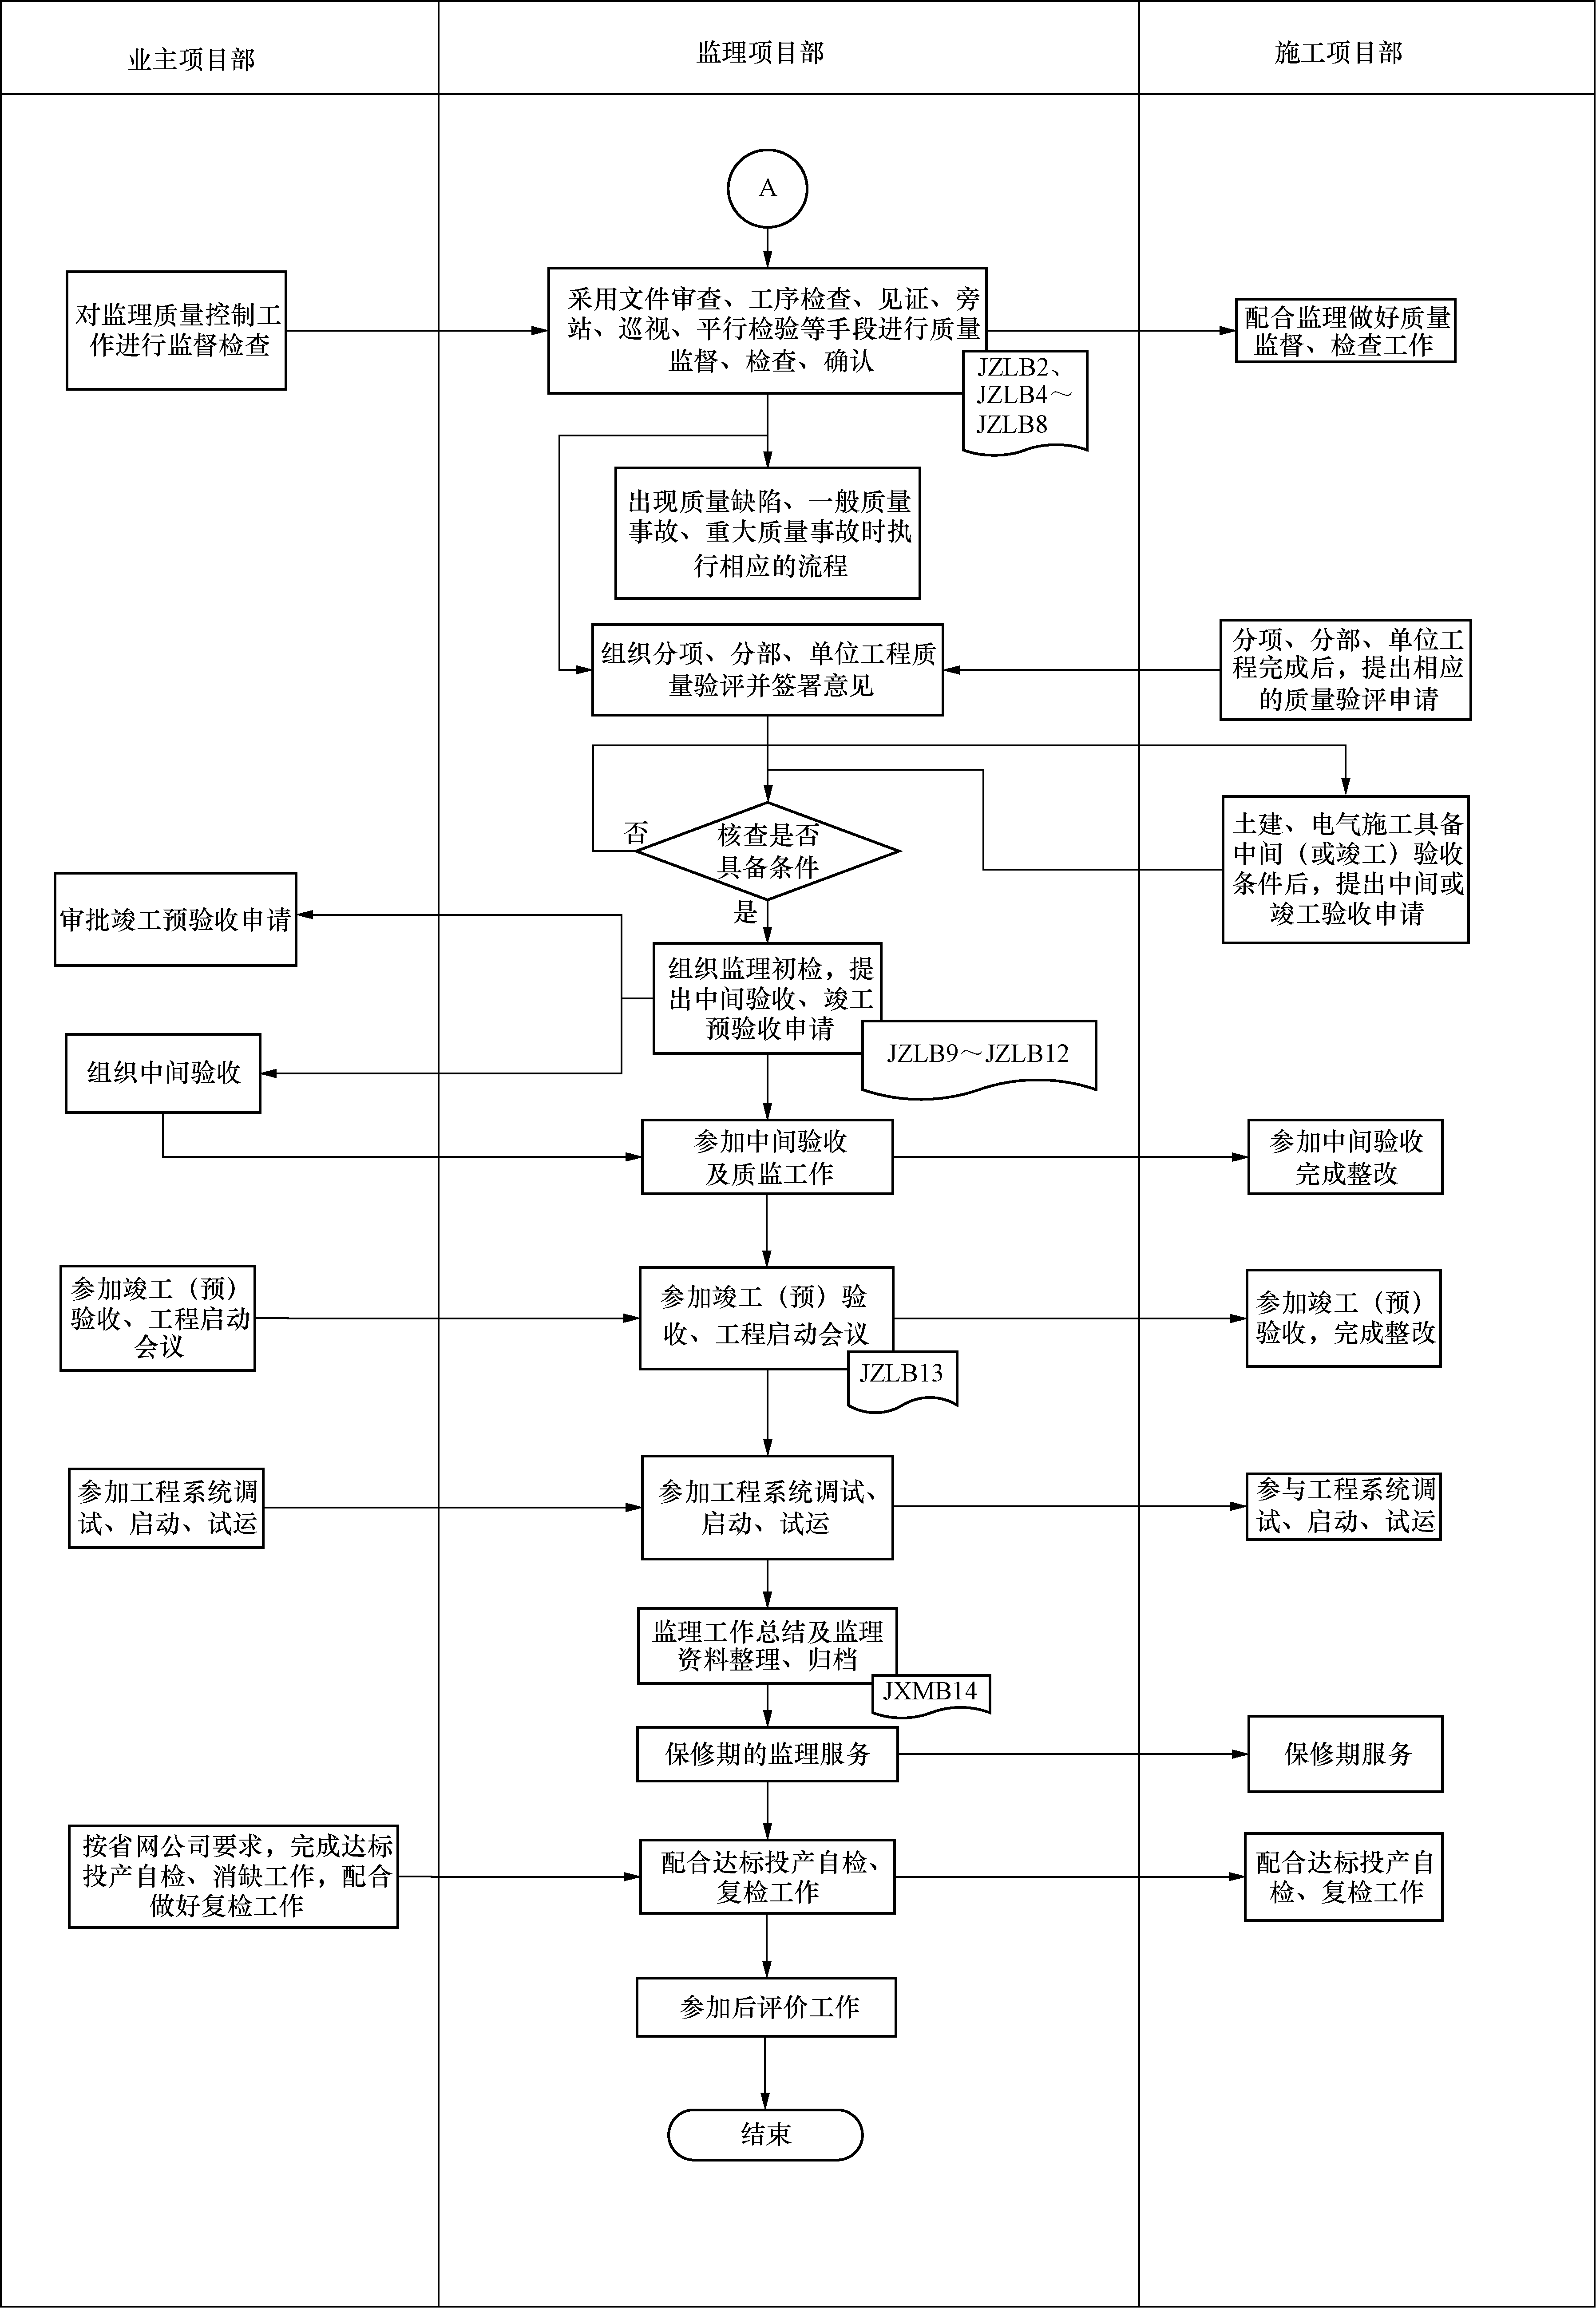 业主项目部
监理项目部
施工项目部
A
对监理质量控制工
作进行监督检查
采用文件审查、工序检查、见证、旁
站、巡视、平行检验等手段进行质量
监督、检查、确认
配合监理做好质量
监督、检查工作
JZLB2、
JZLB4～
JZLB8
出现质量缺陷、一般质量
事故、重大质量事故时执
行相应的流程
组织分项、分部、单位工程质
量验评并签署意见
分项、分部、单位工
程完成后，提出相应
的质量验评申请
否
核查是否
具备条件
是
土建、电气施工具备
中间（或竣工）验收
条件后，提出中间或
竣工验收申请
审批竣工预验收申请
组织监理初检，提
出中间验收、竣工
预验收申请
JZLB9～JZLB12
组织中间验收
参加中间验收
及质监工作
参加中间验收
完成整改
参加竣工（预）
验收、工程启动
会议
参加竣工（预）验
收、工程启动会议
JZLB13
参加竣工（预）
验收，完成整改
参加工程系统调
试、启动、试运
参加工程系统调试、
启动、试运
参与工程系统调
试、启动、试运
监理工作总结及监理
资料整理、归档
JXMB14
保修期的监理服务
保修期服务
按省网公司要求，完成达标
投产自检、消缺工作，配合
做好复检工作
配合达标投产自检、
复检工作
配合达标投产自
检、复检工作
参加后评价工作
结束